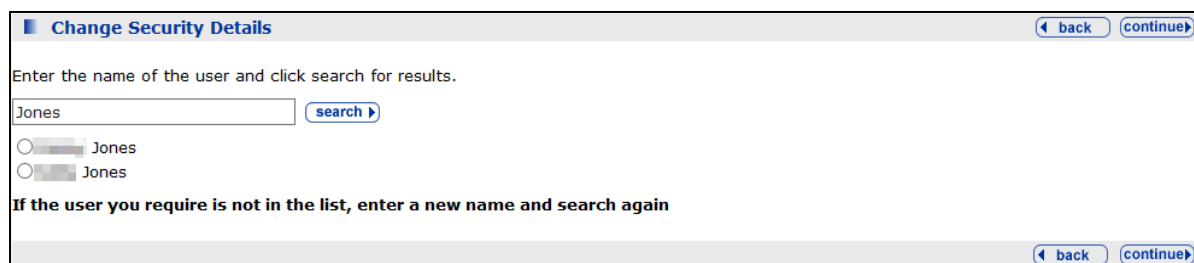 Change Security Details
back continue
Enter the name of the user and click search for results.
Jones search
Jones
Jones
If the user you require is not in the list, enter a new name and search again
back continue